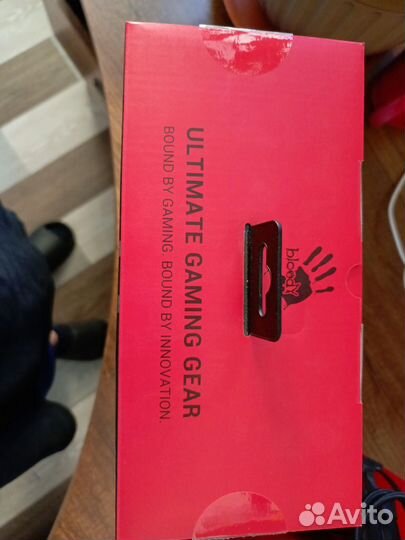 bloody
ULTIMATE GAMING GEAR
BOUND BY GAMING. BOUND BY INNOVATION.
Avito